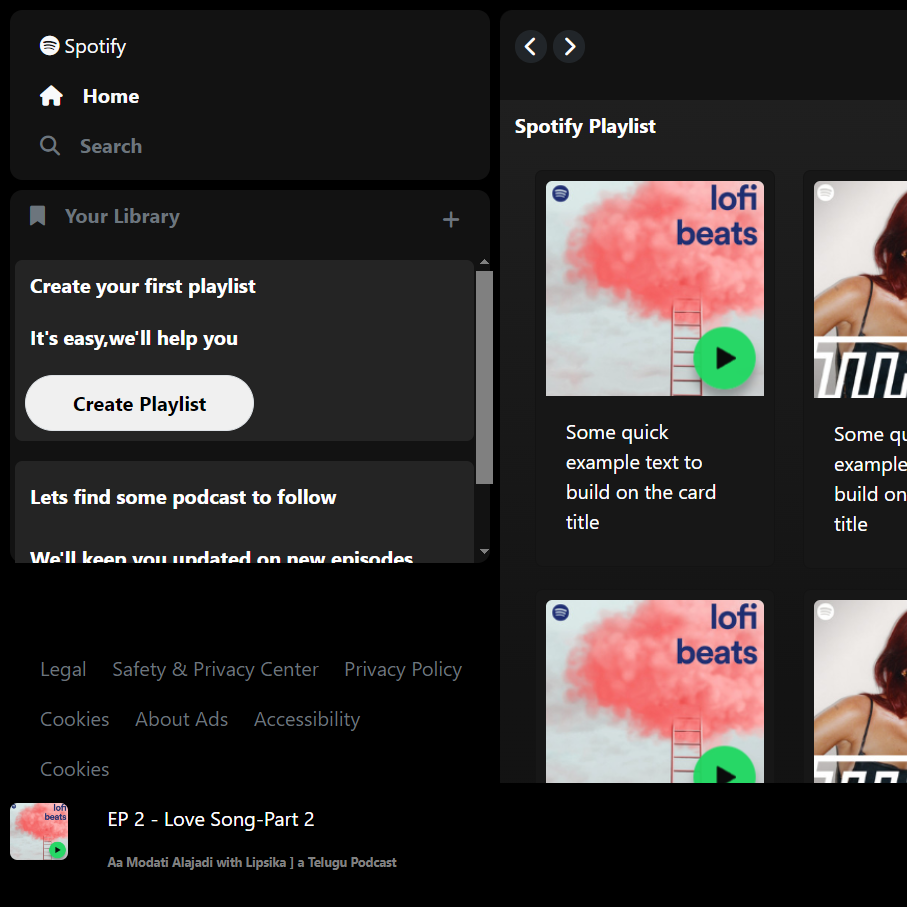 Spotify
Home
Search
Your Library
Create your first playlist
It's easy,we'll help you
Create Playlist
Lets find some podcast to follow
We'll keep you updated on new episodes
Legal Safety & Privacy Center Privacy Policy
Cookies About Ads Accessibility
Cookies
Spotify Playlist
lofi
beats
Some quick
example text to
build on the card
title
Some qu
example
build on
title
lofi
beats
lofi
beats
EP 2 - Love Song-Part 2
Aa Modati Alajadi with Lipsika ] a Telugu Podcast